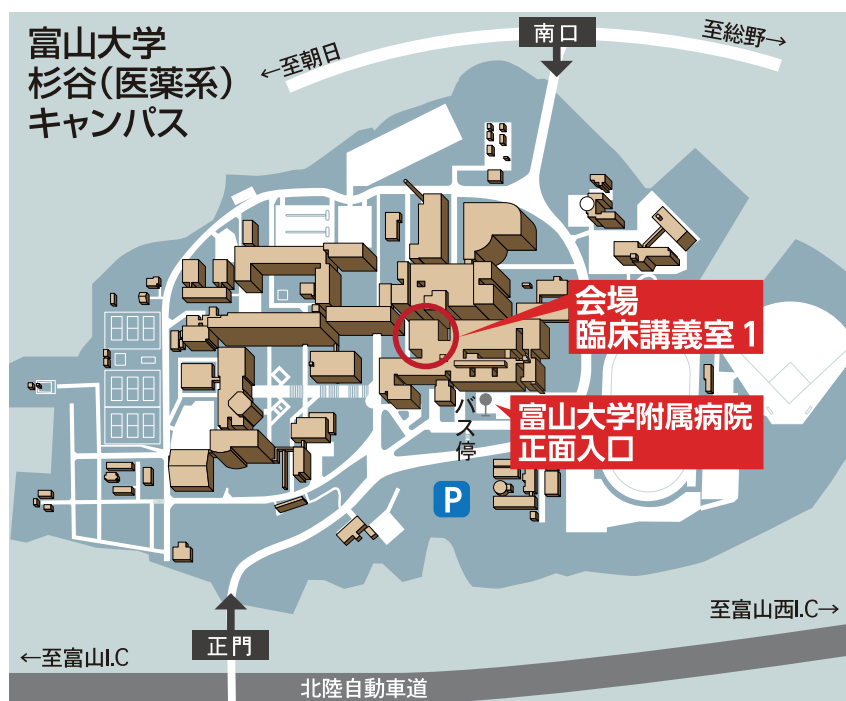 富山大学
杉谷(医薬系)
キャンパス
←至朝日
南口
至総野→
会場
臨床講義室1
富山大学附属病院
正面入口
バス停
P
正門
←至富山I.C
至富山西I.C→
北陸自動車道